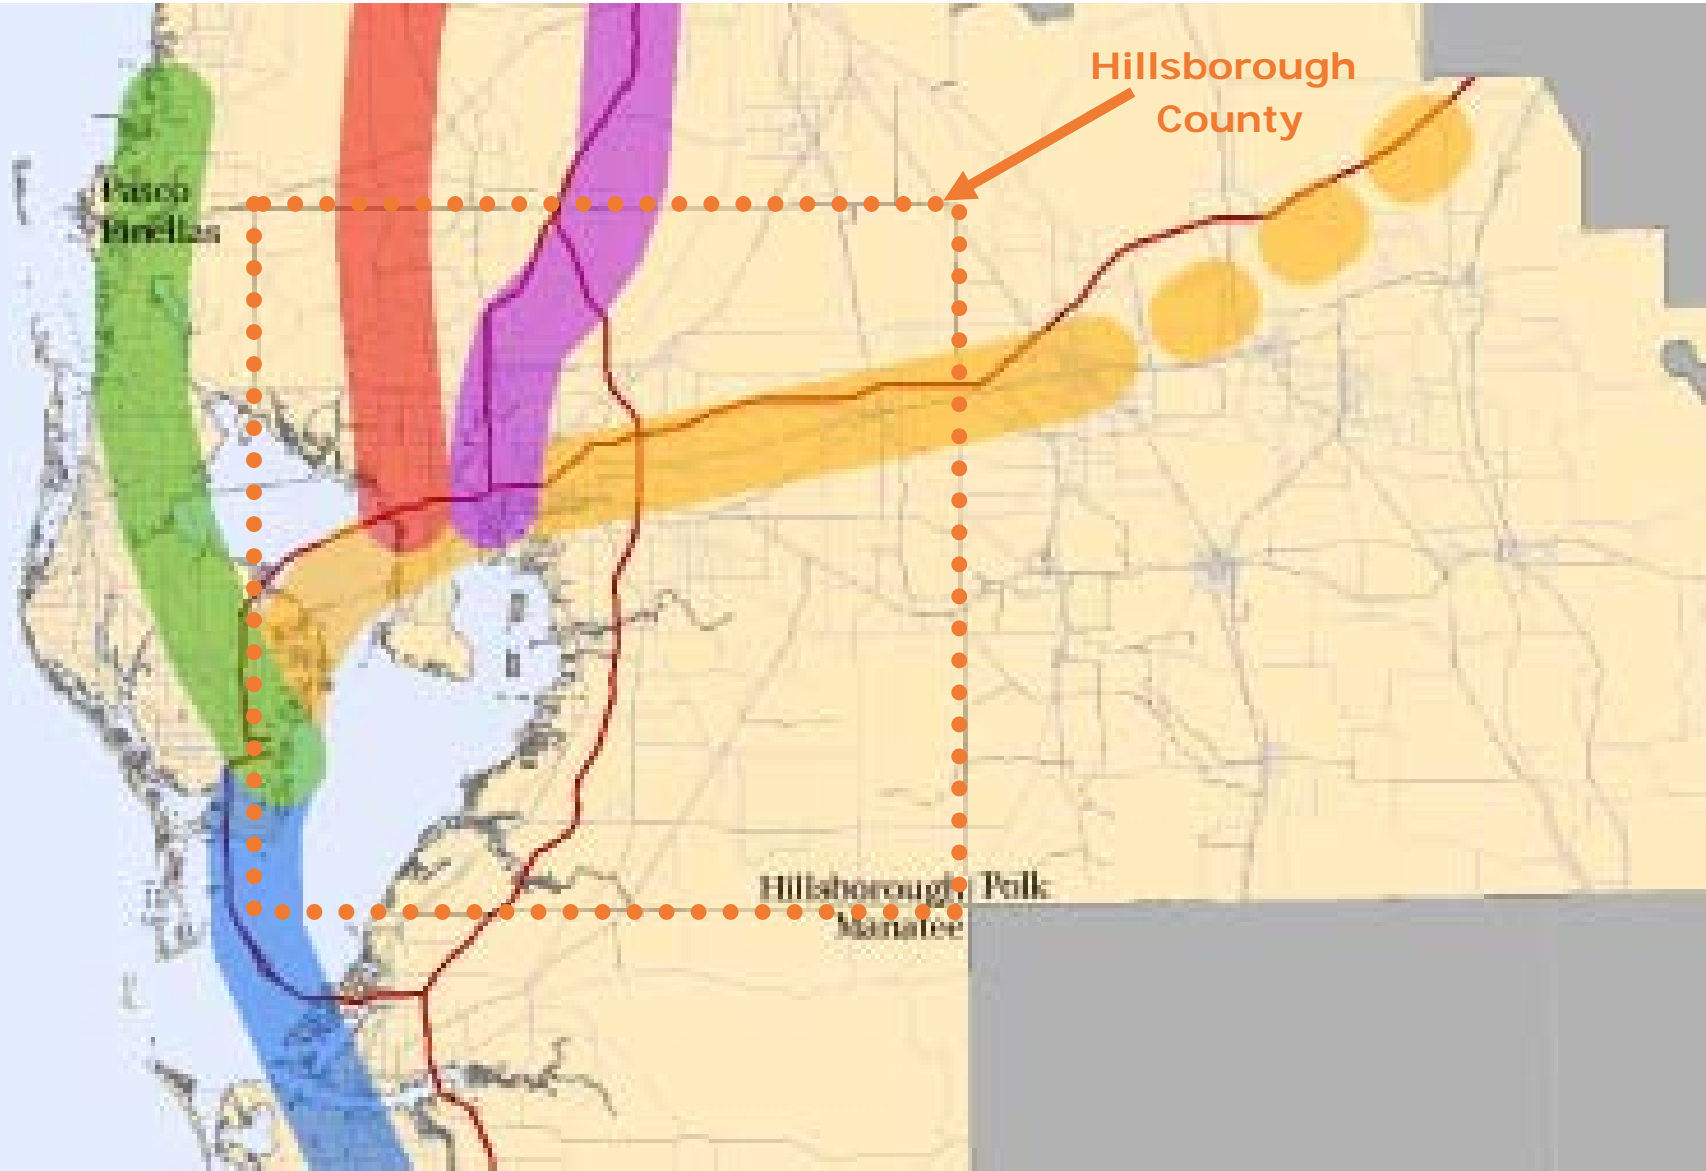 Hillsborough
County
Pasco
Pinellas
Hillsborough Polk
Manatee